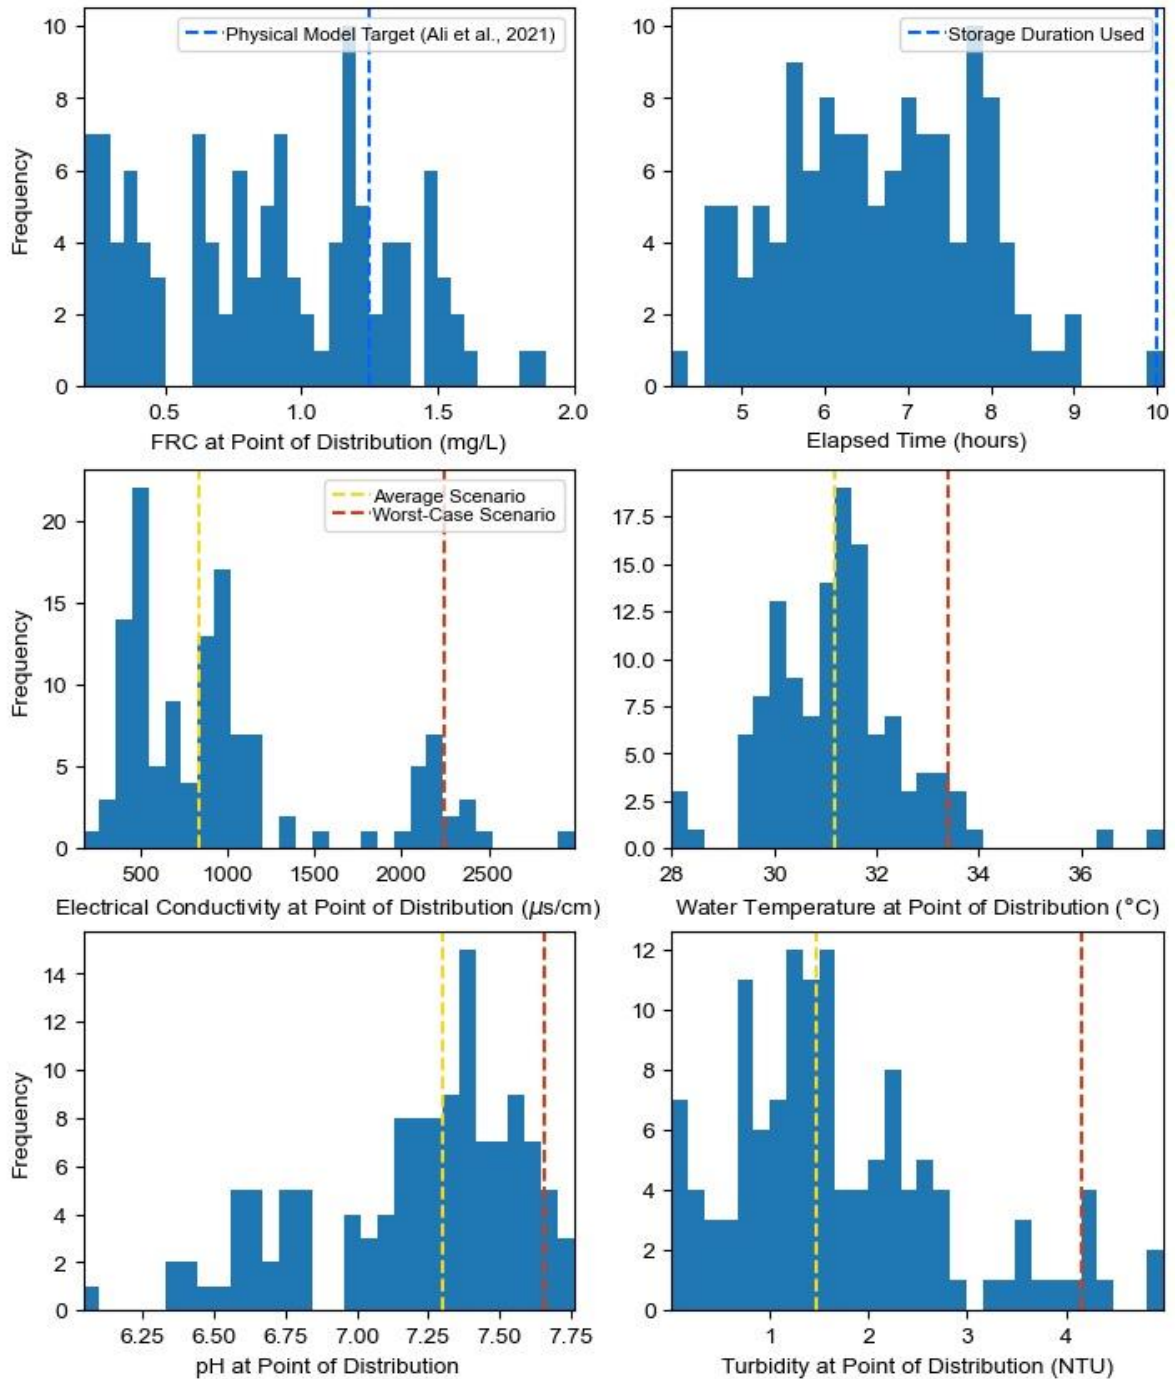 Physical Model Target (Ali et al., 2021)
Frequency
10
8
6
4
2
0
0.5 1.0 1.5 2.0
FRC at Point of Distribution (mg/L)
Storage Duration Used
10
8
6
4
2
0
5 6 7 8 9 10
Elapsed Time (hours)
Average Scenario
Worst-Case Scenario
Frequency
20
15
10
5
0
500 1000 1500 2000 2500
Electrical Conductivity at Point of Distribution (μs/cm)
17.5
15.0
12.5
10.0
7.5
5.0
2.5
0.0
28 30 32 34 36
Water Temperature at Point of Distribution (°C)
Frequency
14
12
10
8
6
4
2
0
6.25 6.50 6.75 7.00 7.25 7.50 7.75
pH at Point of Distribution
12
10
8
6
4
2
0
1 2 3 4
Turbidity at Point of Distribution (NTU)